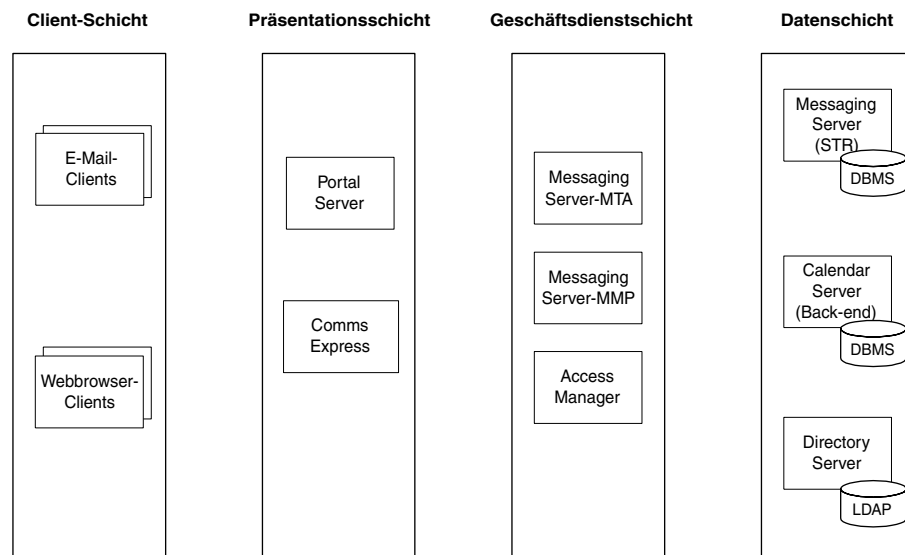 Client-Schicht
Präsentationsschicht
Geschäftsdienstschicht
Datenschicht
E-Mail-
Clients
Webbrowser-
Clients
Portal
Server
Comms
Express
Messaging
Server-MTA
Messaging
Server-MMP
Access
Manager
Messaging
Server
(STR)
DBMS
Calendar
Server
(Back-end)
DBMS
Directory
Server
LDAP